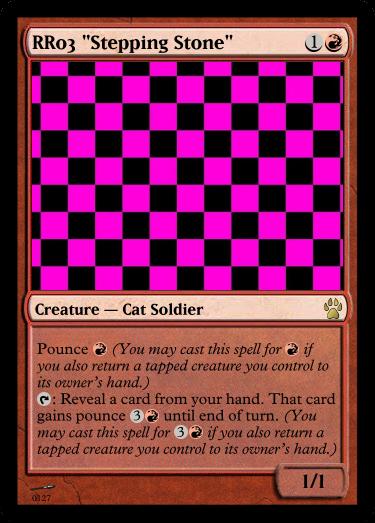 RR03 "Stepping Stone" 1R
Creature — Cat Soldier
Pounce R (You may cast this spell for R if
you also return a tapped creature you control to
its owner's hand.)
T: Reveal a card from your hand. That card
gains pounce 3R until end of turn. (You
may cast this spell for 3R if you also return a
tapped creature you control to its owner's hand.)
1/1
0127